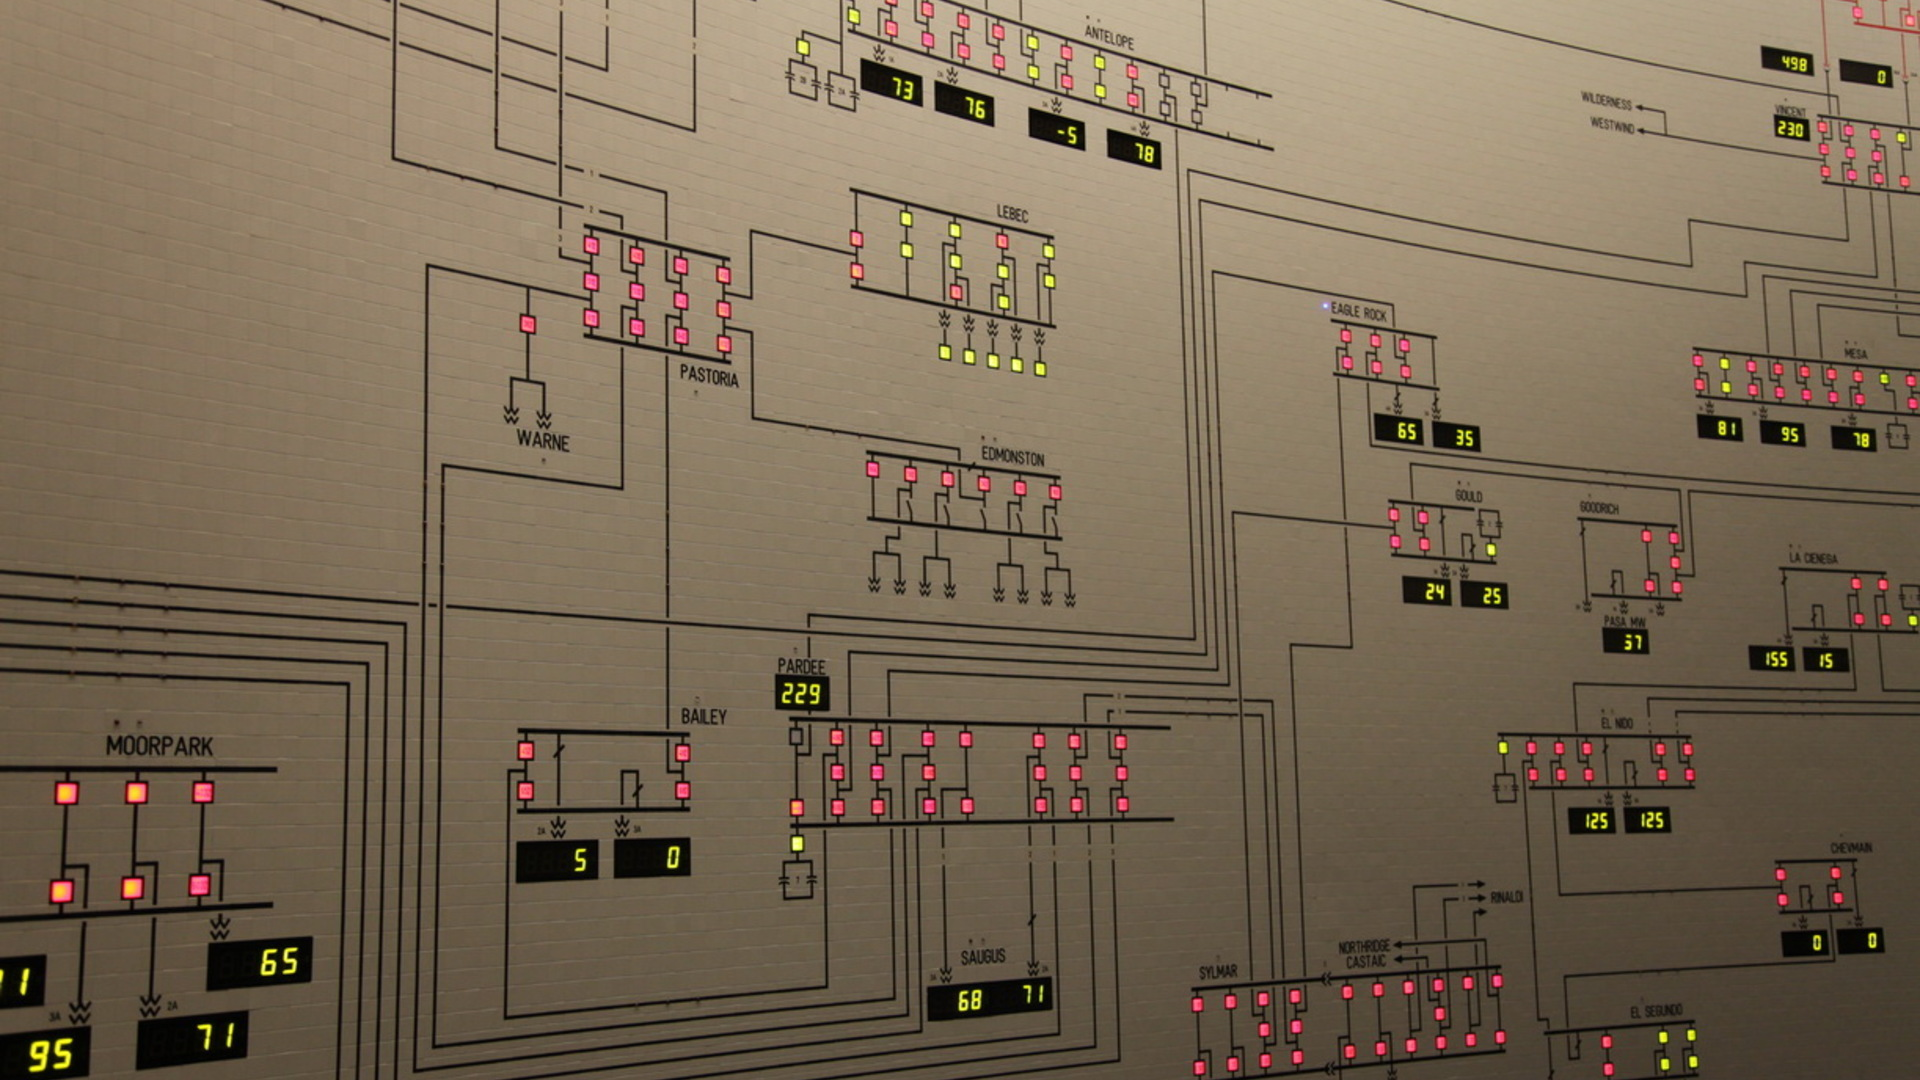 ANTELOPE
73
76
-5
78
498
0
WILDERNESS
WESTWIND
VINCENT
230
LEBEC
EAGLE ROCK
65
35
MESA
81
95
78
PASTORIA
WARNE
EDMONSTON
GOULD
24
25
GOODRICH
PASA MW
37
LA CIENEGA
155
15
PARDEE
229
BAILEY
5
0
MOORPARK
65
71
95
2A
3A
EL NIDO
125
125
CHEVMAIN
0
0
SAUGUS
68
71
RINALDI
NORTHRIDGE
CASTAIC
SYLMAR
EL SEGUNDO